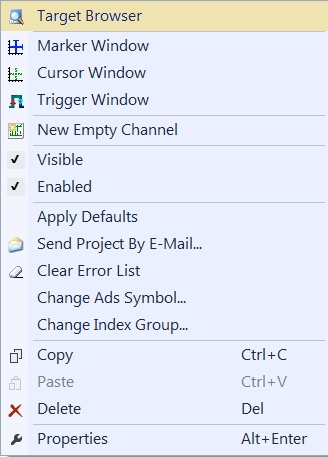 Target Browser
Marker Window
Cursor Window
Trigger Window
New Empty Channel
Visible
Enabled
Apply Defaults
Send Project By E-Mail...
Clear Error List
Change Ads Symbol...
Change Index Group...
Copy Ctrl+C
Paste Ctrl+V
Delete Del
Properties Alt+Enter